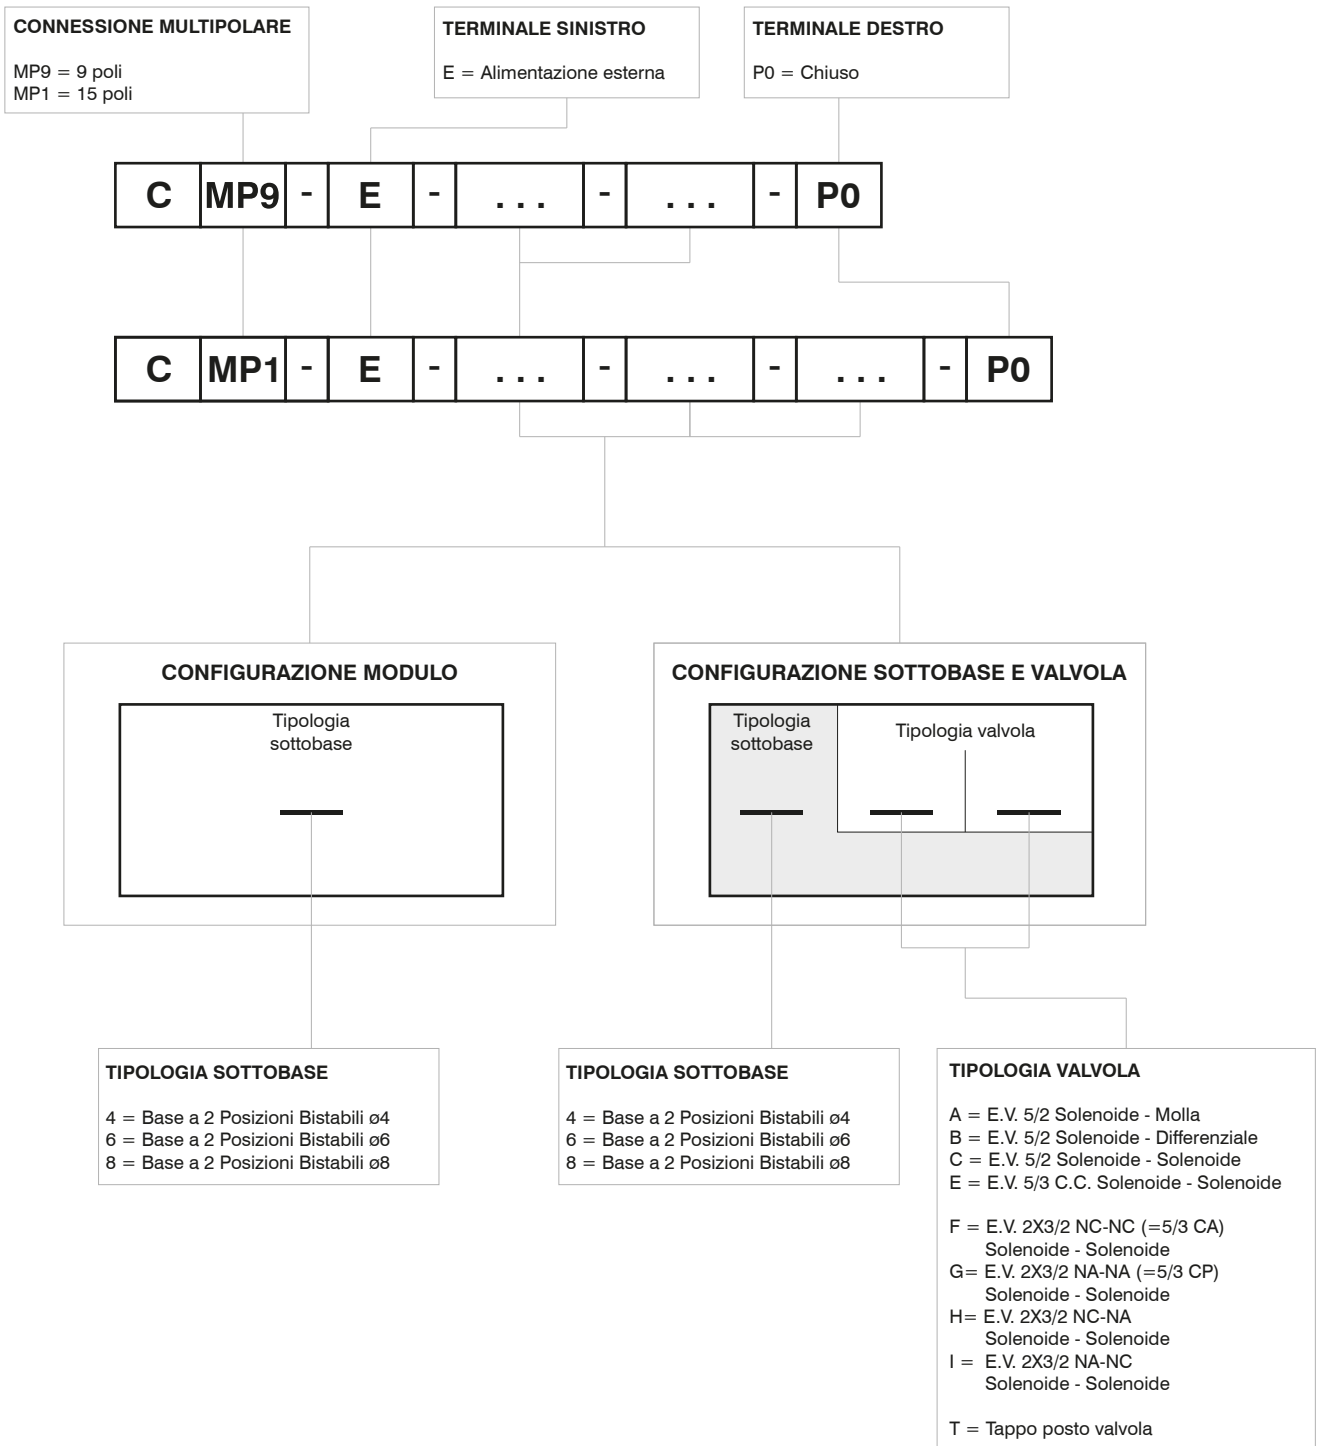 CONNESSIONE MULTIPOLARE
MP9 = 9 poli
MP1 = 15 poli
TERMINALE SINISTRO
E = Alimentazione esterna
TERMINALE DESTRO
P0 = Chiuso
C MP9 - E - ... - ... - P0
C MP1 - E - ... - ... - ... - P0
CONFIGURAZIONE MODULO
Tipologia
sottobase
CONFIGURAZIONE SOTTOBASE E VALVOLA
Tipologia
sottobase
Tipologia valvola
TIPOLOGIA SOTTOBASE
4 = Base a 2 Posizioni Bistabili ø4
6 = Base a 2 Posizioni Bistabili ø6
8 = Base a 2 Posizioni Bistabili ø8
TIPOLOGIA SOTTOBASE
4 = Base a 2 Posizioni Bistabili ø4
6 = Base a 2 Posizioni Bistabili ø6
8 = Base a 2 Posizioni Bistabili ø8
TIPOLOGIA VALVOLA
A = E.V. 5/2 Solenoide - Molla
B = E.V. 5/2 Solenoide - Differenziale
C = E.V. 5/2 Solenoide - Solenoide
E = E.V. 5/3 C.C. Solenoide - Solenoide
F = E.V. 2X3/2 NC-NC (=5/3 CA)
Solenoide - Solenoide
G= E.V. 2X3/2 NA-NA (=5/3 CP)
Solenoide - Solenoide
H= E.V. 2X3/2 NC-NA
Solenoide - Solenoide
I = E.V. 2X3/2 NA-NC
Solenoide - Solenoide
T = Tappo posto valvola